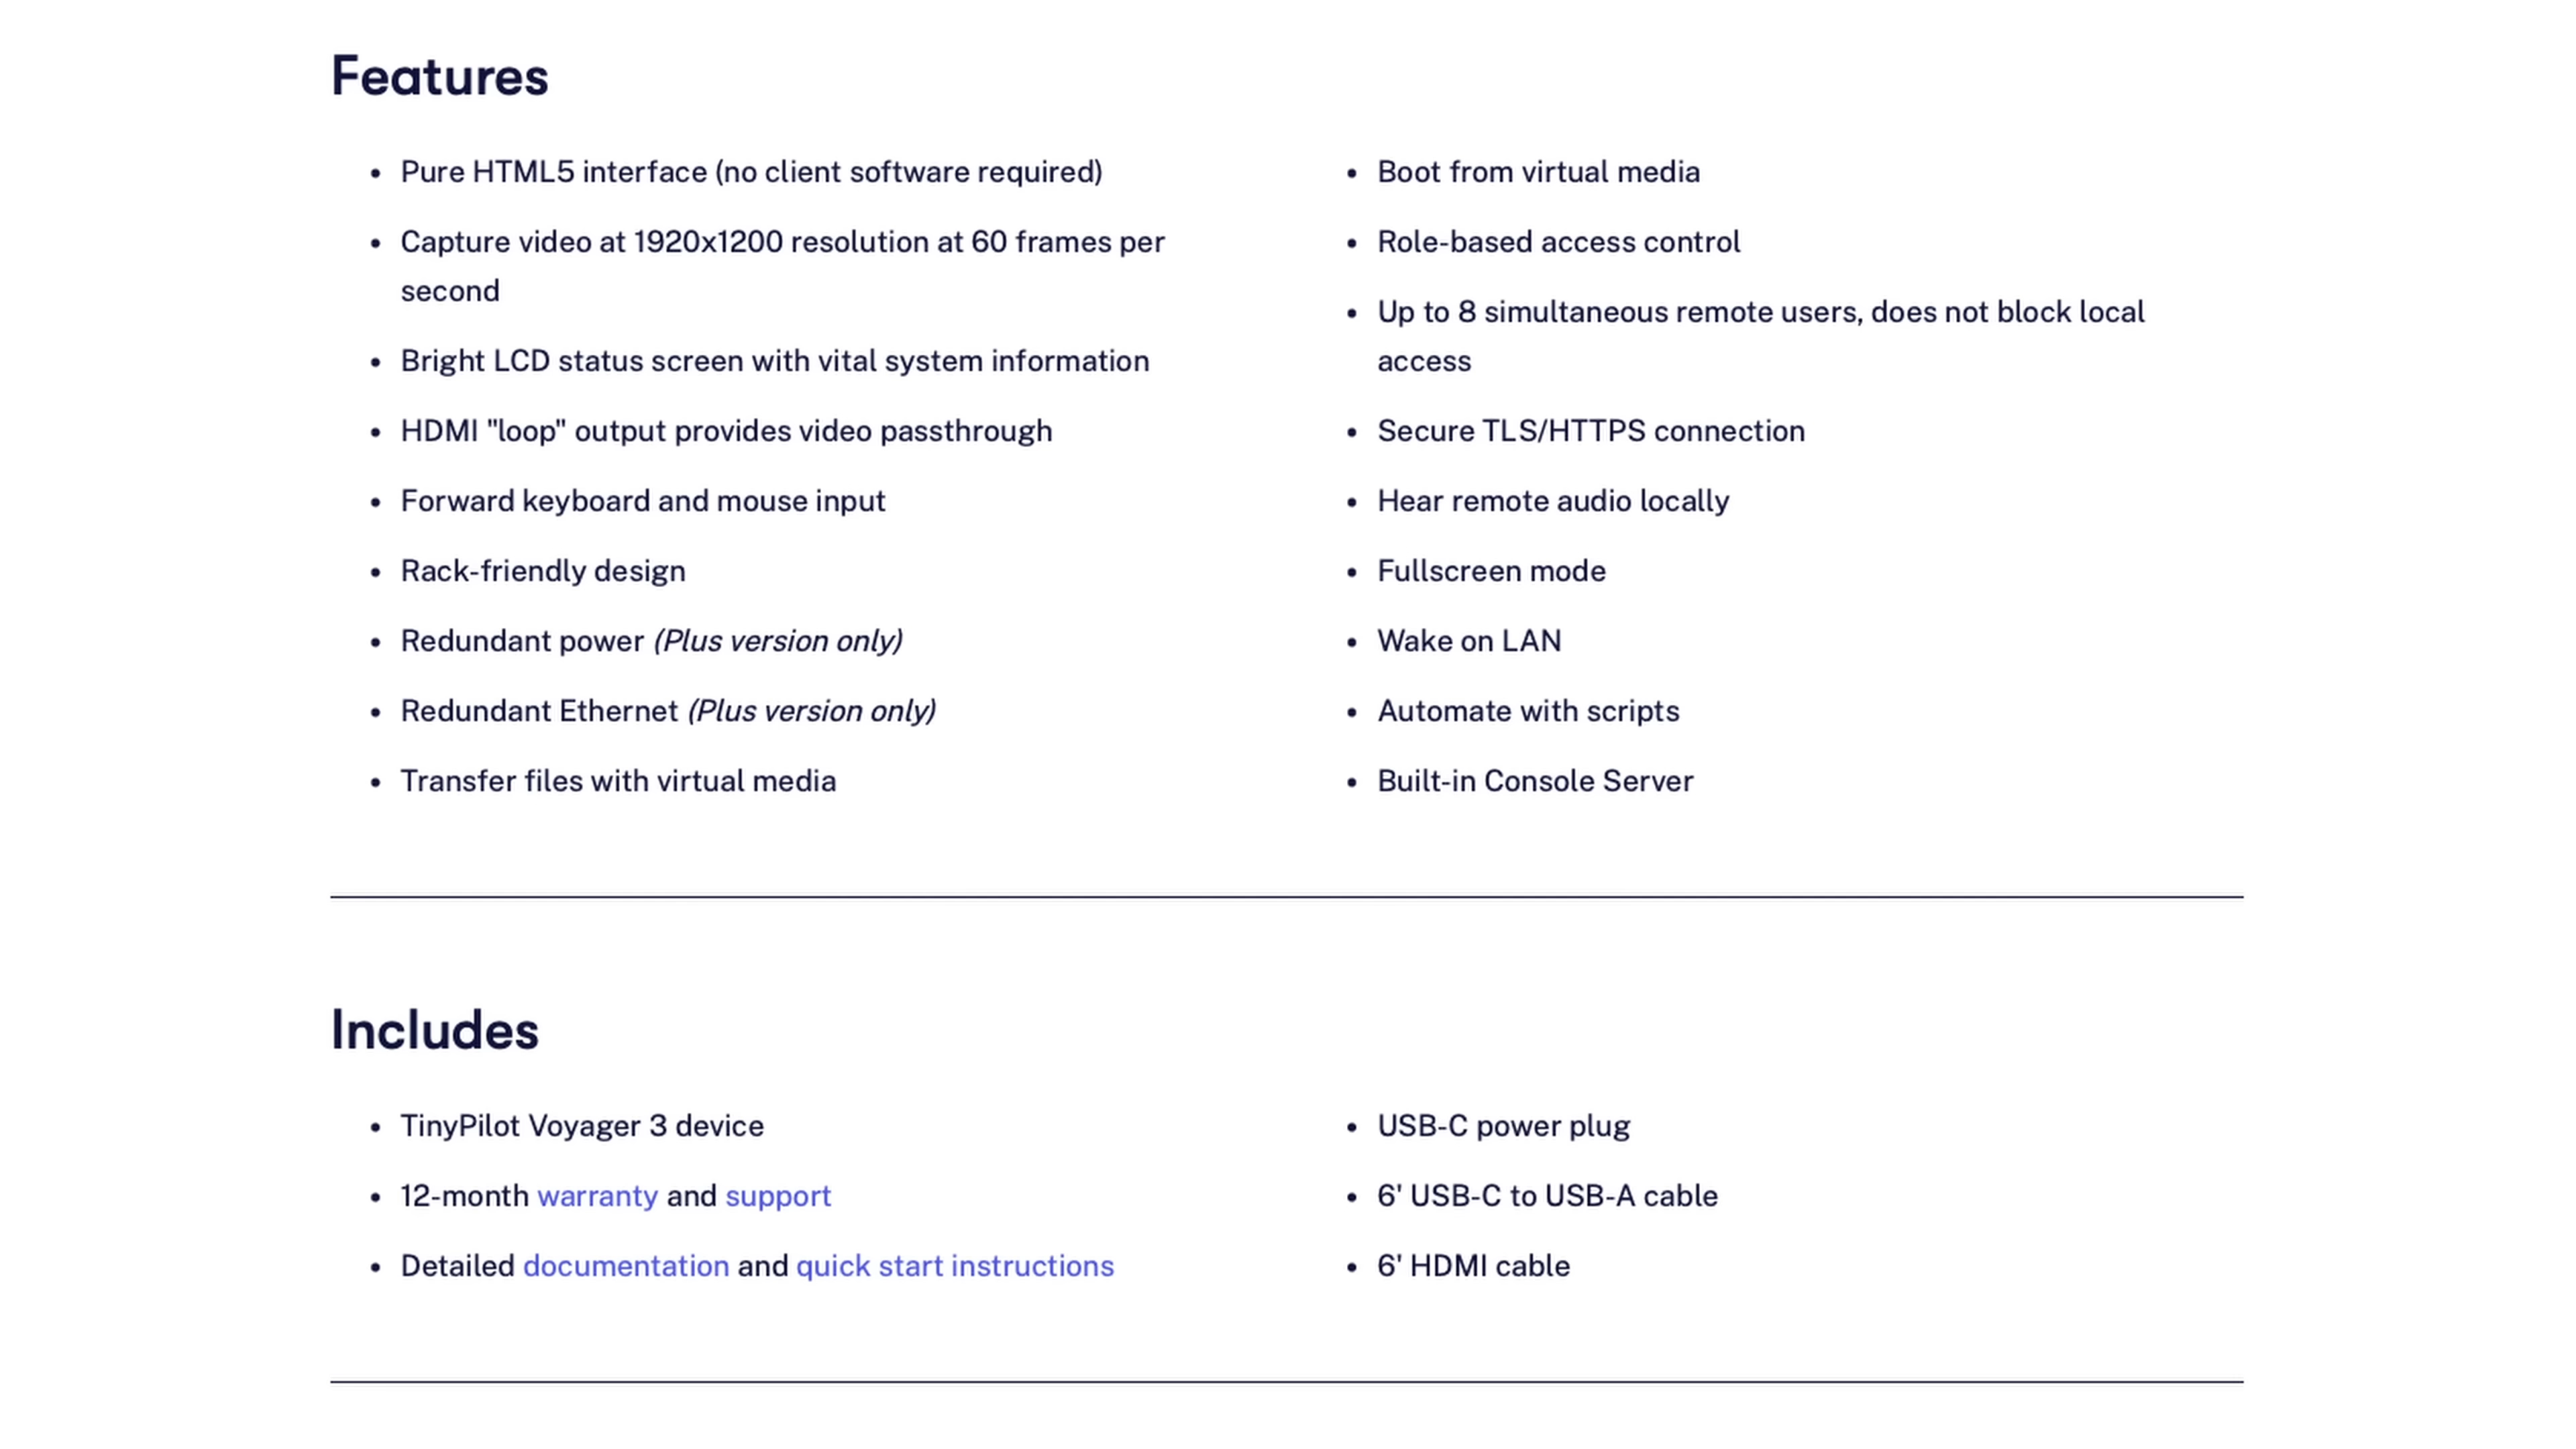 Features
Pure HTML5 interface (no client software required)
Capture video at 1920x1200 resolution at 60 frames per
second
Bright LCD status screen with vital system information
HDMI "loop" output provides video passthrough
Forward keyboard and mouse input
Rack-friendly design
Redundant power (Plus version only)
Redundant Ethernet (Plus version only)
Transfer files with virtual media
Boot from virtual media
Role-based access control
Up to 8 simultaneous remote users, does not block local
access
Secure TLS/HTTPS connection
Hear remote audio locally
Fullscreen mode
Wake on LAN
Automate with scripts
Built-in Console Server
Includes
TinyPilot Voyager 3 device
12-month warranty and support
Detailed documentation and quick start instructions
USB-C power plug
6' USB-C to USB-A cable
6' HDMI cable